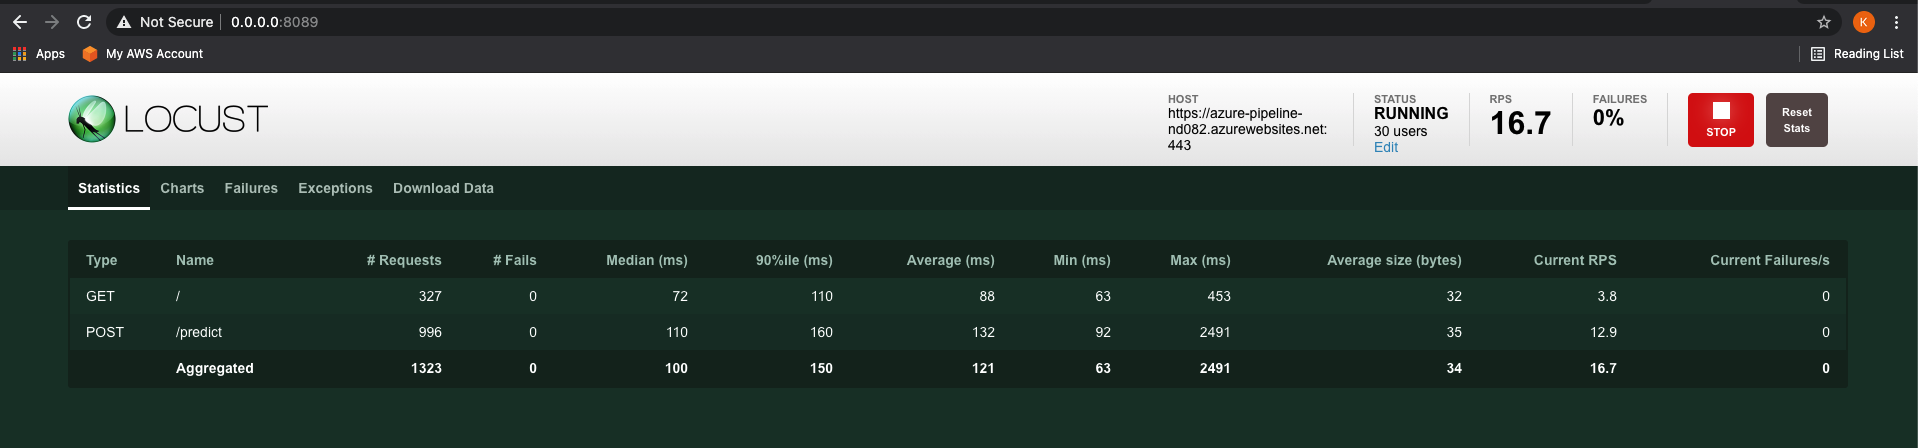 Not Secure 0.0.0.0:8089
K
Apps My AWS Account Reading List
LOCUST
HOST
https://azure-pipeline-
nd082.azurewebsites.net:
443
STATUS
RUNNING
30 users
Edit
RPS
16.7
FAILURES
0%
STOP
Reset
Stats
Statistics Charts Failures Exceptions Download Data
Type Name # Requests # Fails Median (ms) 90%ile (ms) Average (ms) Min (ms) Max (ms) Average size (bytes) Current RPS Current Failures/s
GET / 327 0 72 110 88 63 453 32 3.8 0
POST /predict 996 0 110 160 132 92 2491 35 12.9 0
Aggregated 1323 0 100 150 121 63 2491 34 16.7 0